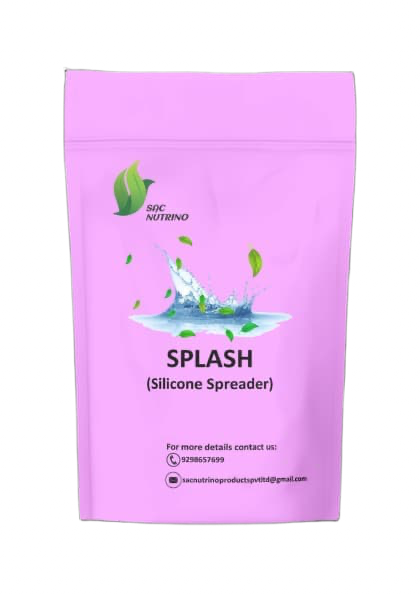 SAC
NUTRINO
SPLASH
(Silicone Spreader)
For more details contact us:
9298657699
sacnutrinoproductspvtltd@gmail.com